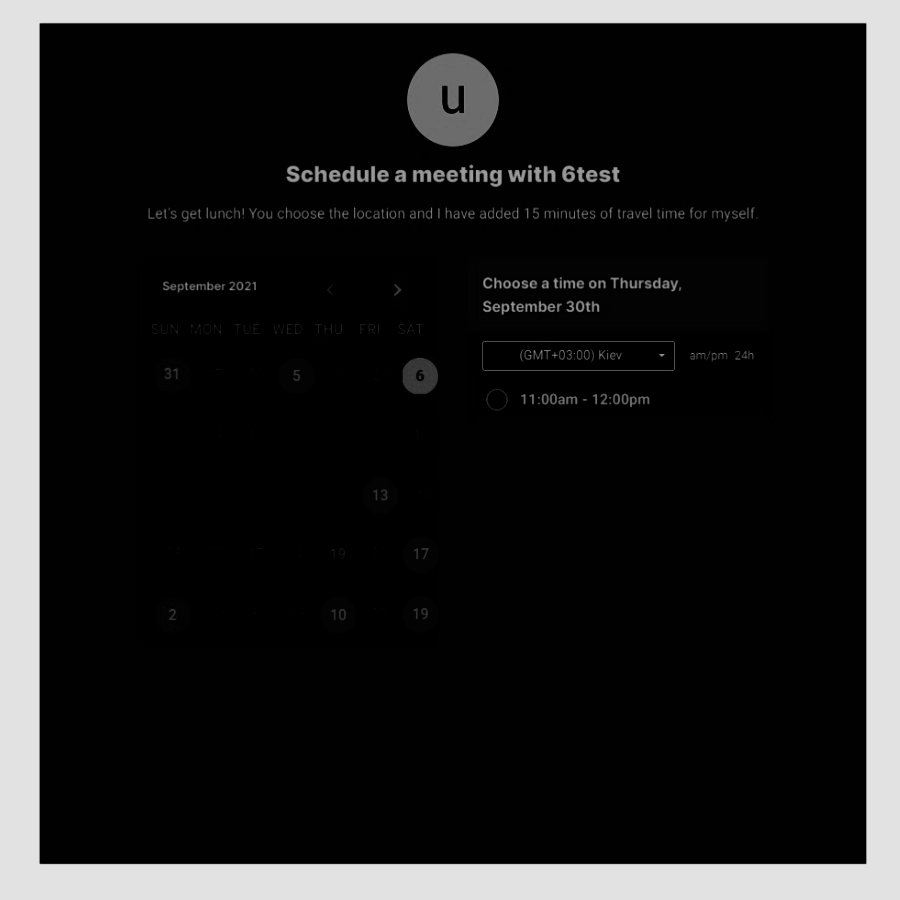 u
Schedule a meeting with 6test
Let's get lunch! You choose the location and I have added 15 minutes of travel time for myself.
September 2021
SUN MON TUE WED THU FRI SAT
31 5 6
13
19 17
2 10 19
Choose a time on Thursday,
September 30th
(GMT+03:00) Kiev am/pm 24h
11:00am - 12:00pm